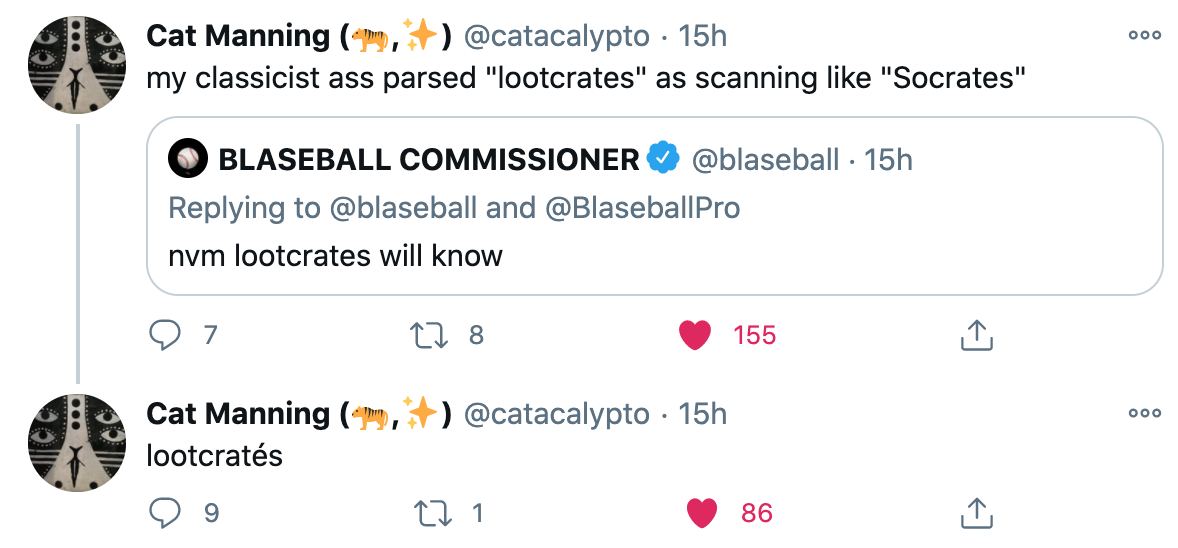 Cat Manning (🐅,✨) @catacalypto · 15h
my classicist ass parsed "lootcrates" as scanning like "Socrates"
BLASEBALL COMMISSIONER @blaseball · 15h
Replying to @blaseball and @BlaseballPro
nvm lootcrates will know
7 8 155
Cat Manning (🐅,✨) @catacalypto · 15h
lootcratés
9 1 86